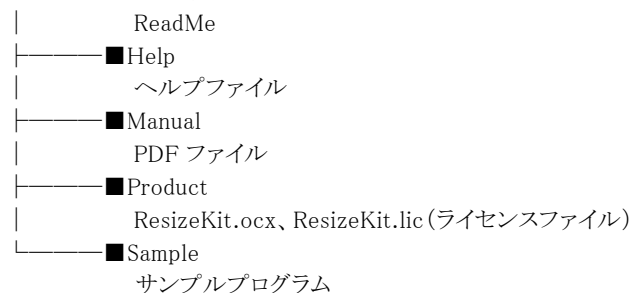 │ ReadMe
├────■Help
│ ヘルプファイル
├────■Manual
│ PDF ファイル
├────■Product
│ ResizeKit.ocx、ResizeKit.lic(ライセンスファイル)
└────■Sample
サンプルプログラム